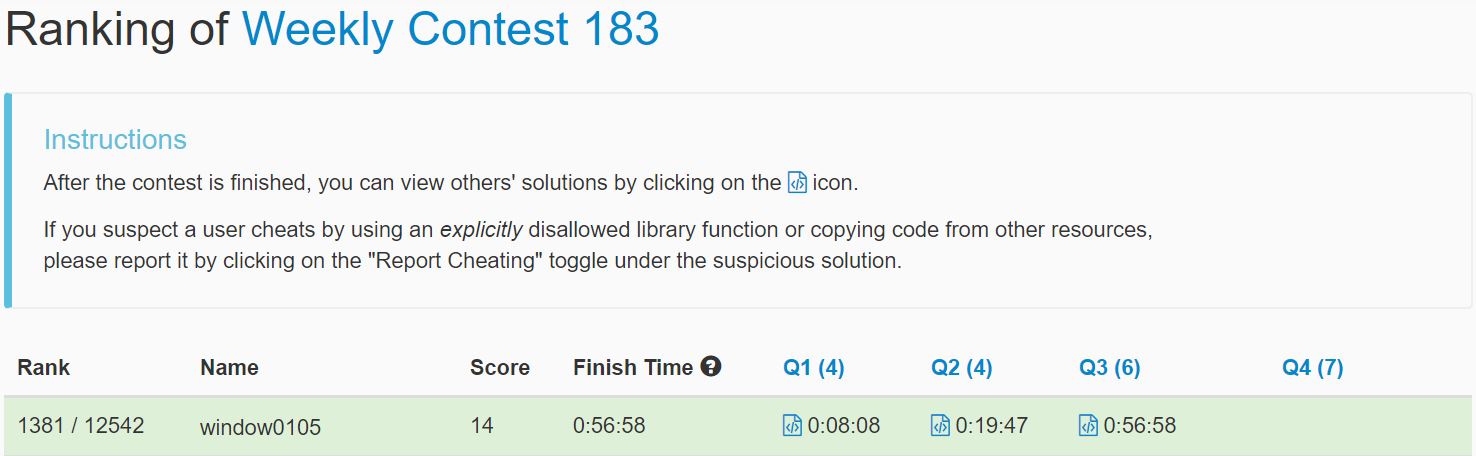 Ranking of Weekly Contest 183
Instructions
After the contest is finished, you can view others' solutions by clicking on the icon.
If you suspect a user cheats by using an explicitly disallowed library function or copying code from other resources,
please report it by clicking on the "Report Cheating" toggle under the suspicious solution.
Rank Name Score Finish Time ? Q1 (4) Q2 (4) Q3 (6) Q4 (7)
1381 / 12542 window0105 14 0:56:58 0:08:08 0:19:47 0:56:58